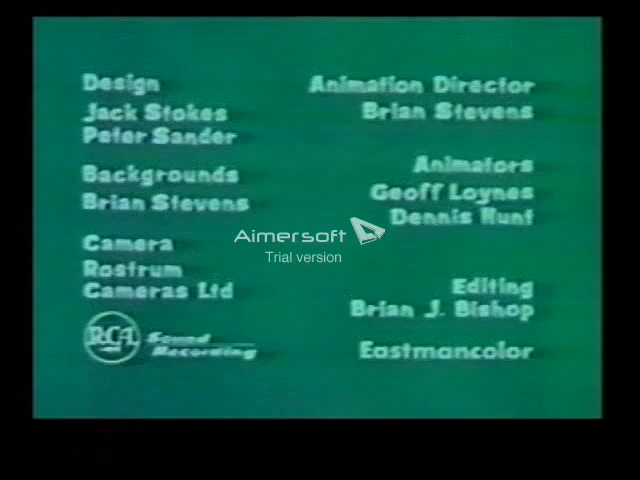 Design
Jack Stokes
Peter Sander
Backgrounds
Brian Stevens
Camera
Rostrum
Cameras Ltd
RCA Sound
Recording
Animation Director
Brian Stevens
Animators
Geoff Loynes
Dennis Hunt
Editing
Brian J. Bishop
Eastmancolor
Aimersoft
Trial version